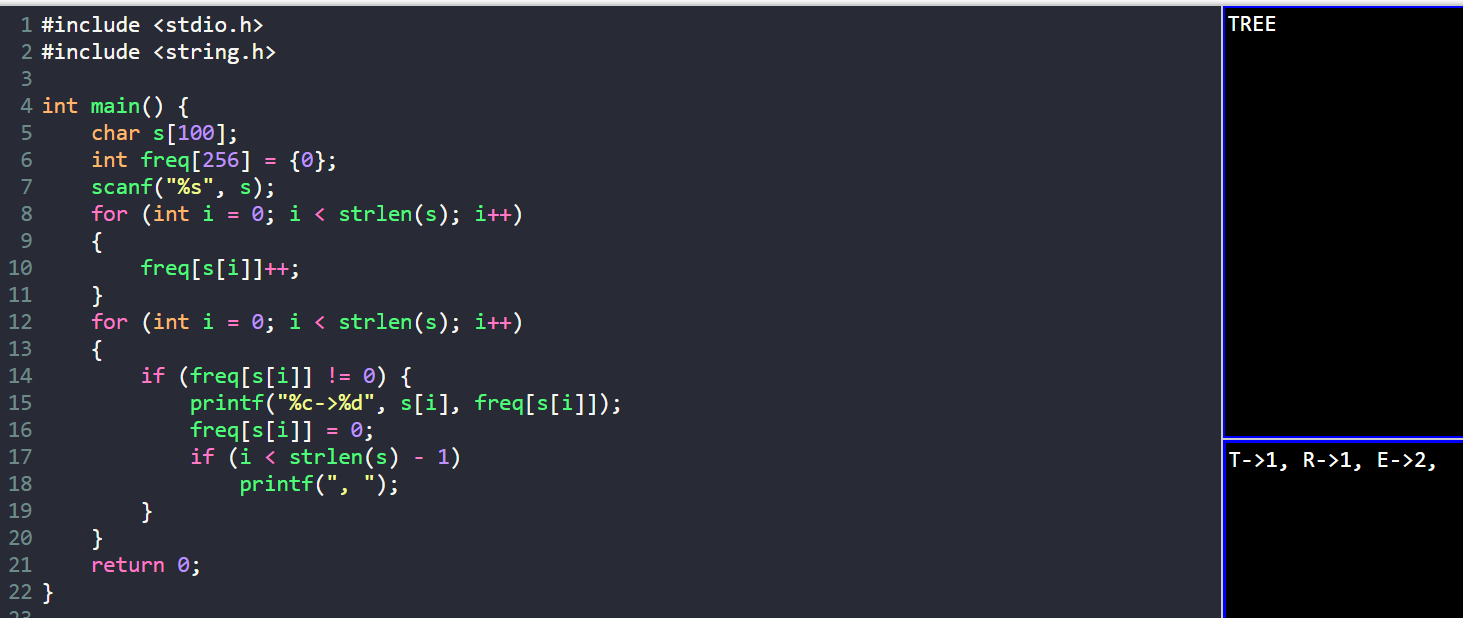 1 #include <stdio.h>
2 #include <string.h>
3
4 int main() {
5     char s[100];
6     int freq[256] = {0};
7     scanf("%s", s);
8     for (int i = 0; i < strlen(s); i++)
9     {
10         freq[s[i]]++;
11     }
12     for (int i = 0; i < strlen(s); i++)
13     {
14         if (freq[s[i]] != 0) {
15             printf("%c->%d", s[i], freq[s[i]]);
16             freq[s[i]] = 0;
17             if (i < strlen(s) - 1)
18                 printf(", ");
19         }
20     }
21     return 0;
22 }
23
TREE
T->1, R->1, E->2,